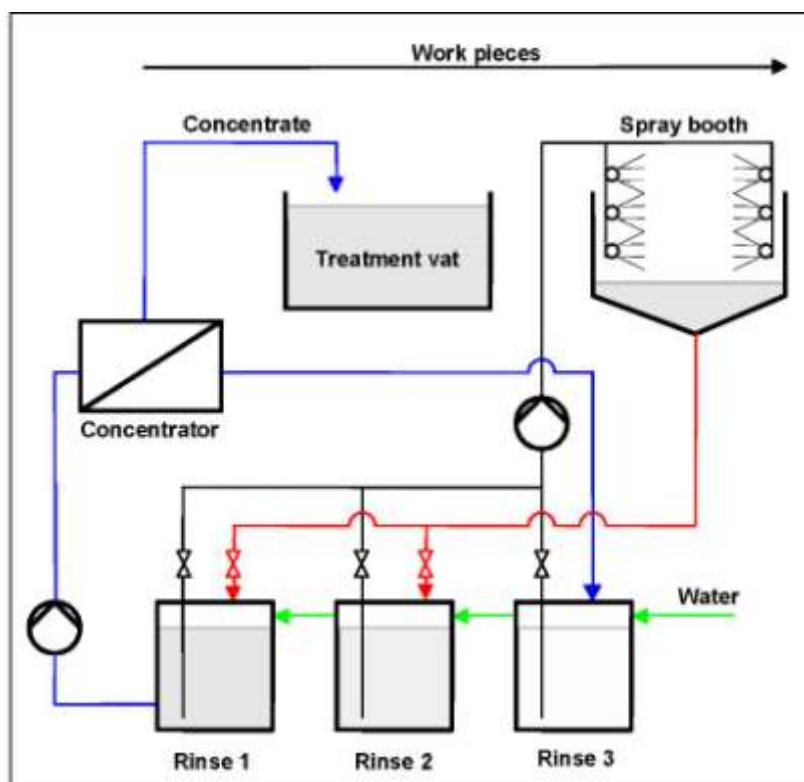 Work pieces
Concentrate
Spray booth
Treatment vat
Concentrator
Water
Rinse 1
Rinse 2
Rinse 3